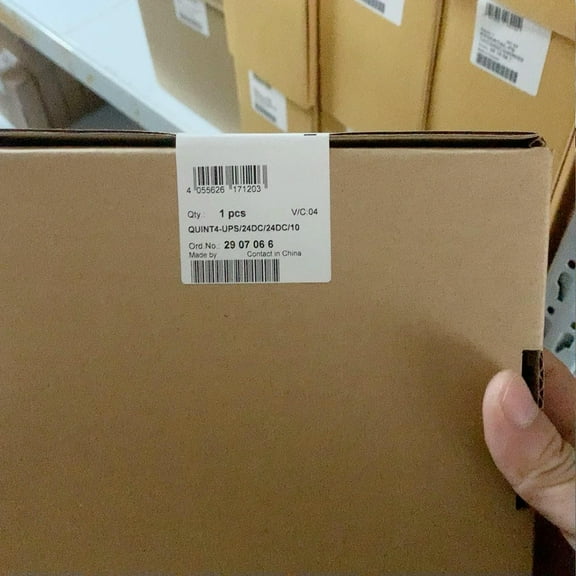 4 055626 171203
Qty.: 1 pcs V/C:04
QUINT4-UPS/24DC/24DC/10
Ord.No.: 29 07 06 6
Made by Contact in China